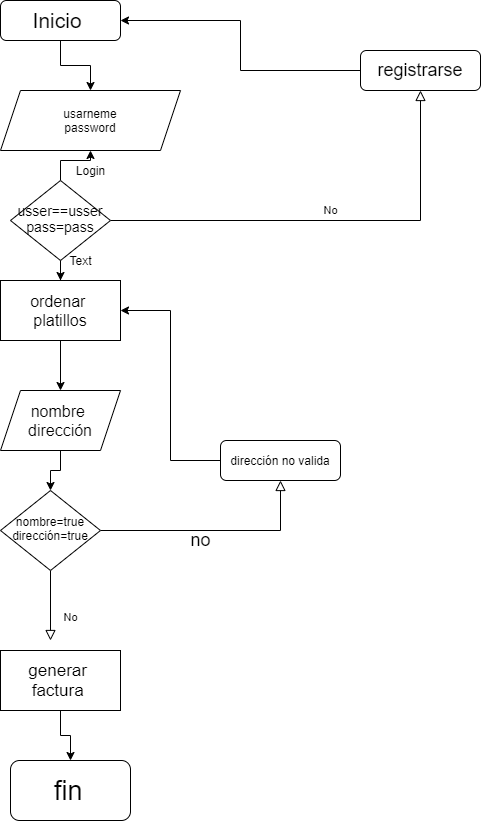 Inicio
registrarse
usarneme
password
Login
usser==usser
pass=pass
No
Text
ordenar
platillos
nombre
dirección
dirección no valida
nombre=true
dirección=true
no
No
generar
factura
fin